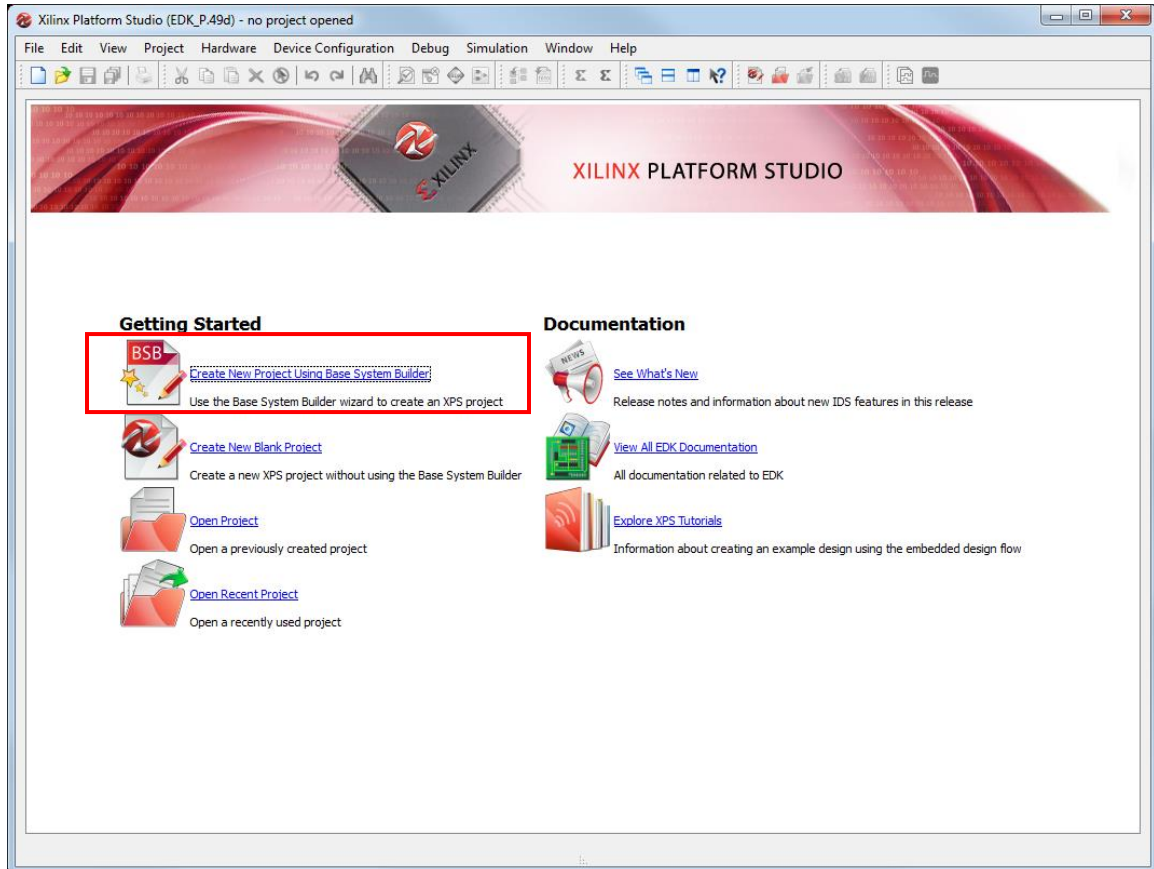 Xilinx Platform Studio (EDK_P.49d) - no project opened
File Edit View Project Hardware Device Configuration Debug Simulation Window Help
XILINX
XILINX PLATFORM STUDIO
Getting Started
BSB
Create New Project Using Base System Builder
Use the Base System Builder wizard to create an XPS project
Create New Blank Project
Create a new XPS project without using the Base System Builder
Open Project
Open a previously created project
Open Recent Project
Open a recently used project
Documentation
NEWS
See What's New
Release notes and information about new IDS features in this release
View All EDK Documentation
All documentation related to EDK
Explore XPS Tutorials
Information about creating an example design using the embedded design flow